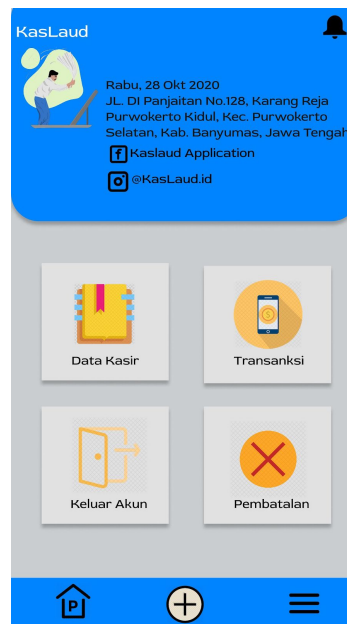 KasLaud
Rabu, 28 Okt 2020
JL. DI Panjaitan No.128, Karang Reja
Purwokerto Kidul, Kec. Purwokerto
Selatan, Kab. Banyumas, Jawa Tengah
Kaslaud Application
@KasLaud.id
Data Kasir
Transanksi
Keluar Akun
Pembatalan
P